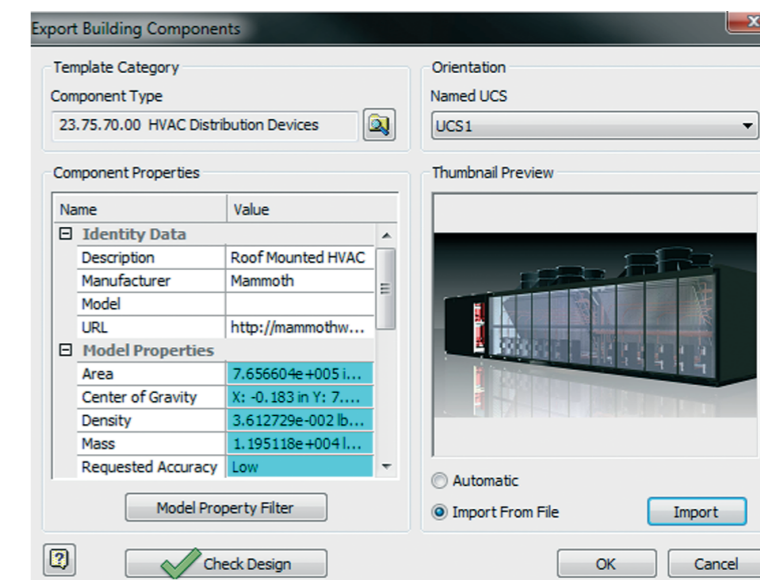 Export Building Components
Template Category
Component Type
23.75.70.00 HVAC Distribution Devices
Orientation
Named UCS
UCS1
Component Properties
Name Value
Identity Data
Description Roof Mounted HVAC
Manufacturer Mammoth
Model
URL http://mammothw...
Model Properties
Area 7.656604e+005 i...
Center of Gravity X: -0.183 in Y: 7....
Density 3.612729e-002 lb...
Mass 1.195118e+004 l...
Requested Accuracy Low
Model Property Filter
Thumbnail Preview
Automatic
Import From File Import
Check Design OK Cancel